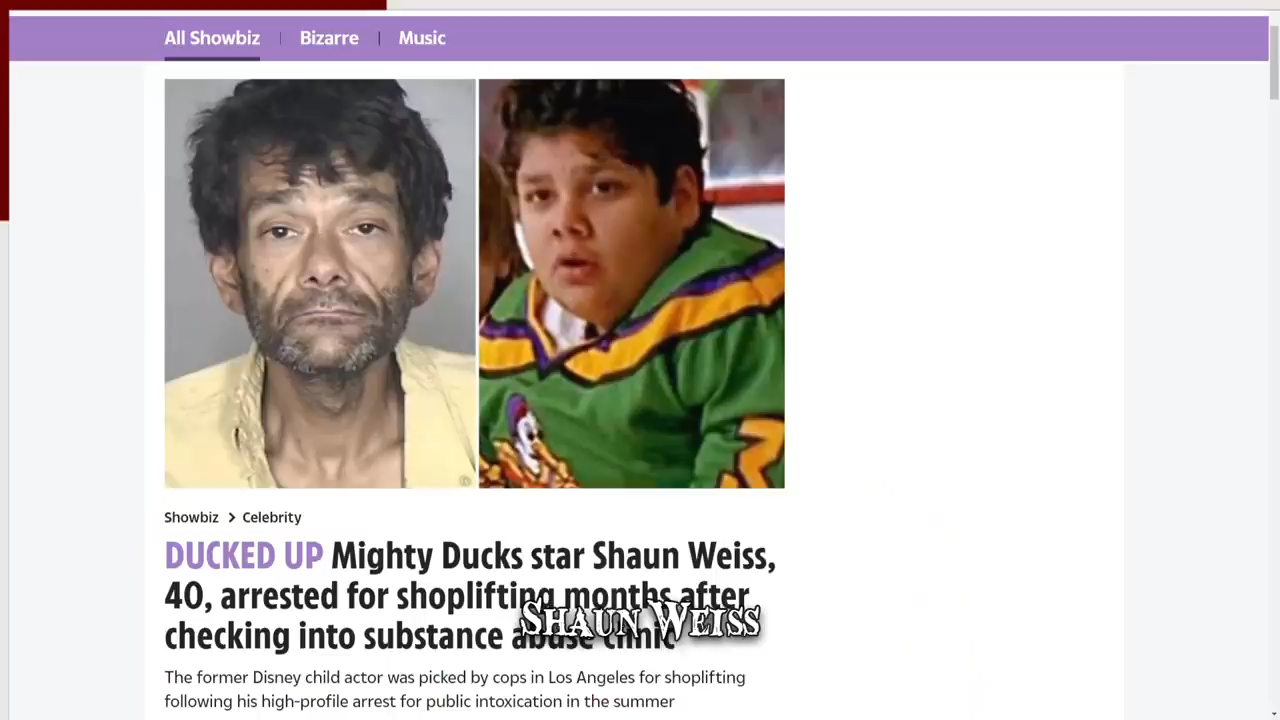 All Showbiz | Bizarre | Music
Showbiz > Celebrity
DUCKED UP Mighty Ducks star Shaun Weiss,
40, arrested for shoplifting months after
checking into substance abuse clinic
SHAUN WEISS
The former Disney child actor was picked by cops in Los Angeles for shoplifting
following his high-profile arrest for public intoxication in the summer